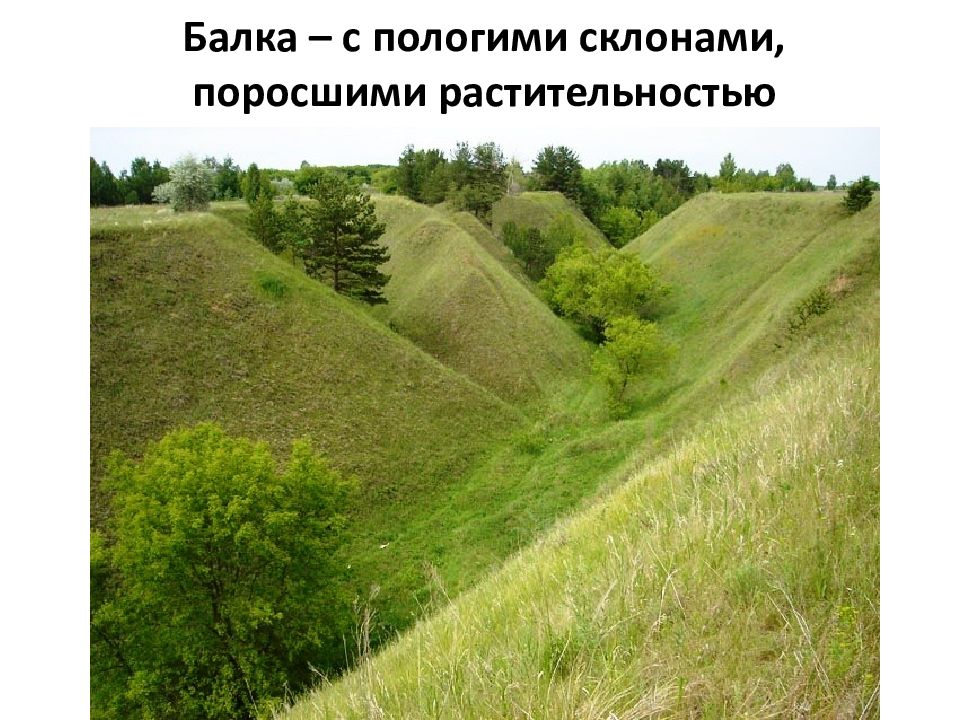 Балка – с пологими склонами,
поросшими растительностью